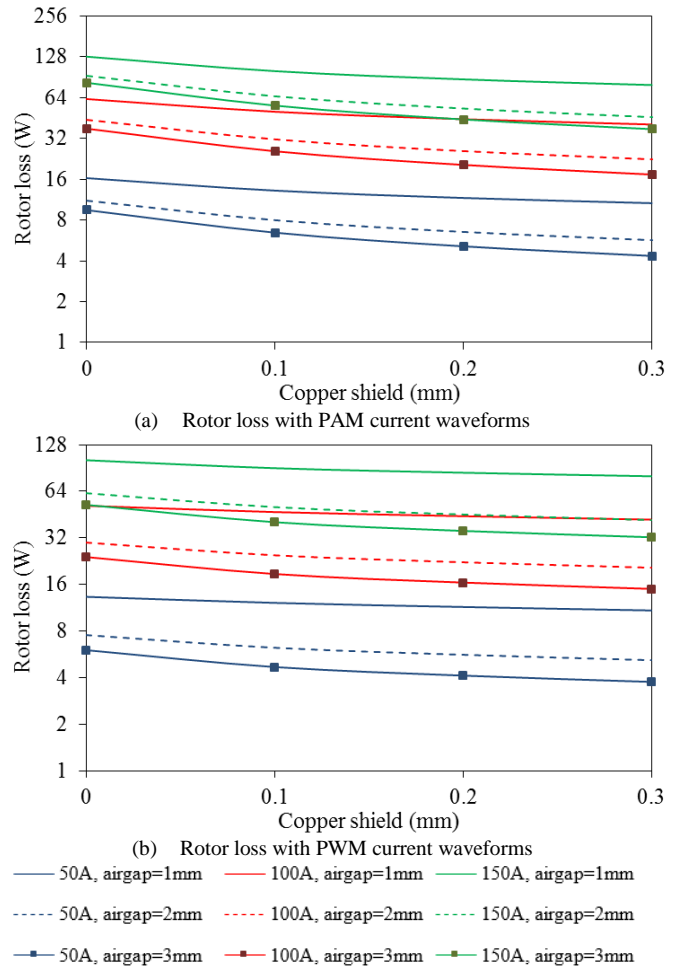 256
128
64
32
16
8
4
2
1
Rotor loss (W)
0 0.1 0.2 0.3
Copper shield (mm)
(a) Rotor loss with PAM current waveforms
128
64
32
16
8
4
2
1
Rotor loss (W)
0 0.1 0.2 0.3
Copper shield (mm)
(b) Rotor loss with PWM current waveforms
50A, airgap=1mm 100A, airgap=1mm 150A, airgap=1mm
50A, airgap=2mm 100A, airgap=2mm 150A, airgap=2mm
50A, airgap=3mm 100A, airgap=3mm 150A, airgap=3mm